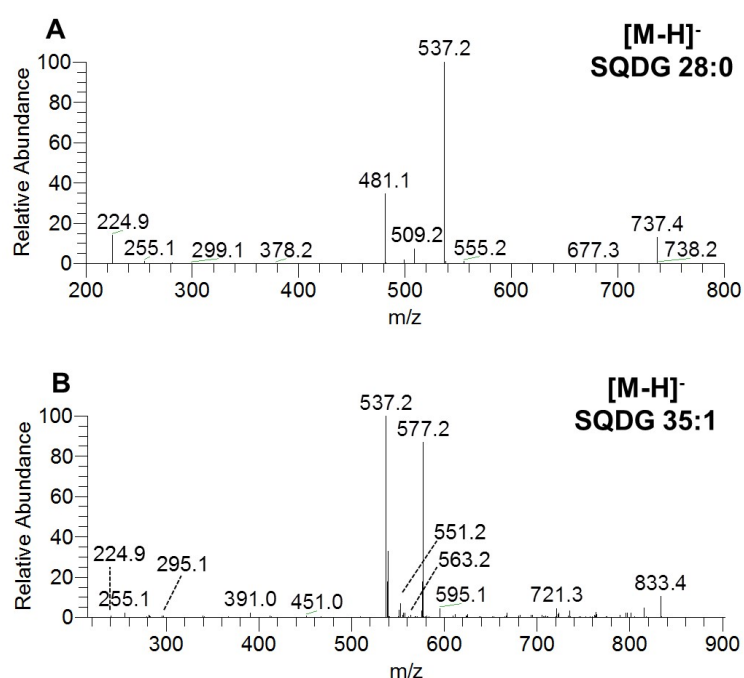 A
[M-H]-
SQDG 28:0
Relative Abundance
100
80
60
40
20
0
537.2
481.1
224.9
255.1
299.1
378.2
509.2
555.2
677.3
737.4
738.2
200 300 400 500 600 700 800
m/z
B
[M-H]-
SQDG 35:1
Relative Abundance
100
80
60
40
20
0
537.2
577.2
224.9
295.1
255.1
391.0
451.0
551.2
563.2
595.1
721.3
833.4
300 400 500 600 700 800 900
m/z